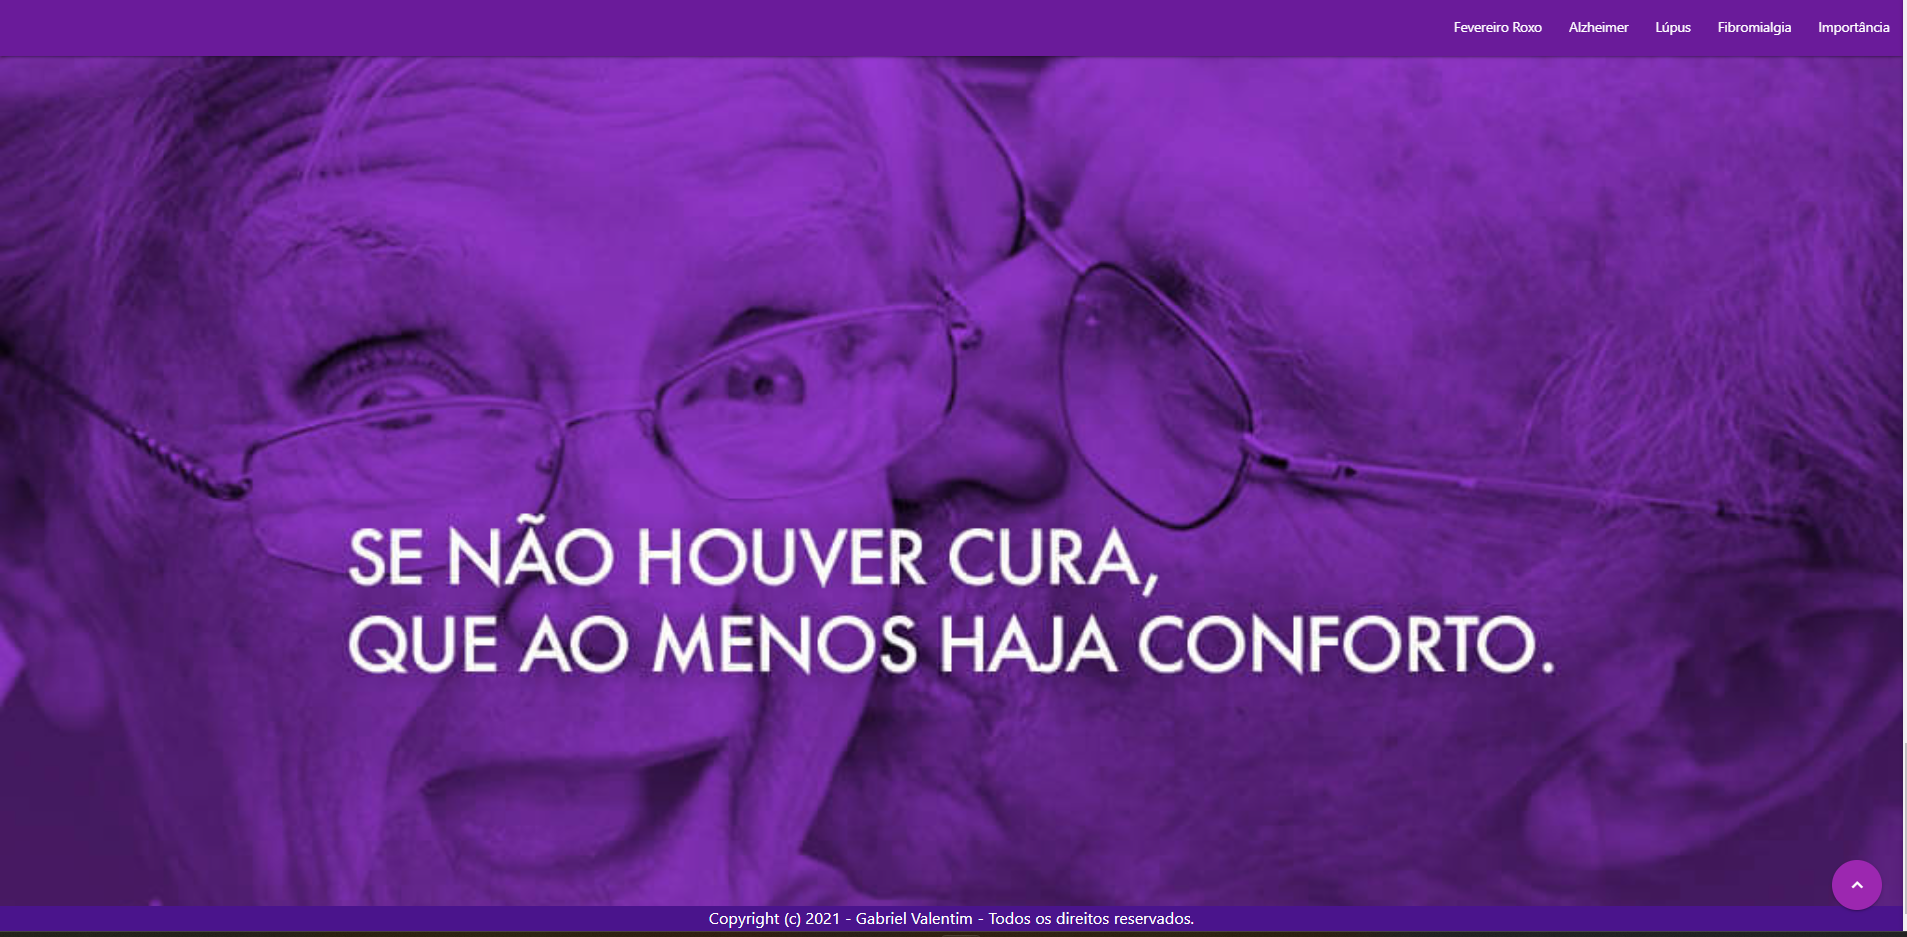 Fevereiro Roxo Alzheimer Lúpus Fibromialgia Importância
SE NÃO HOUVER CURA,
QUE AO MENOS HAJA CONFORTO.
Copyright (c) 2021 - Gabriel Valentim - Todos os direitos reservados.